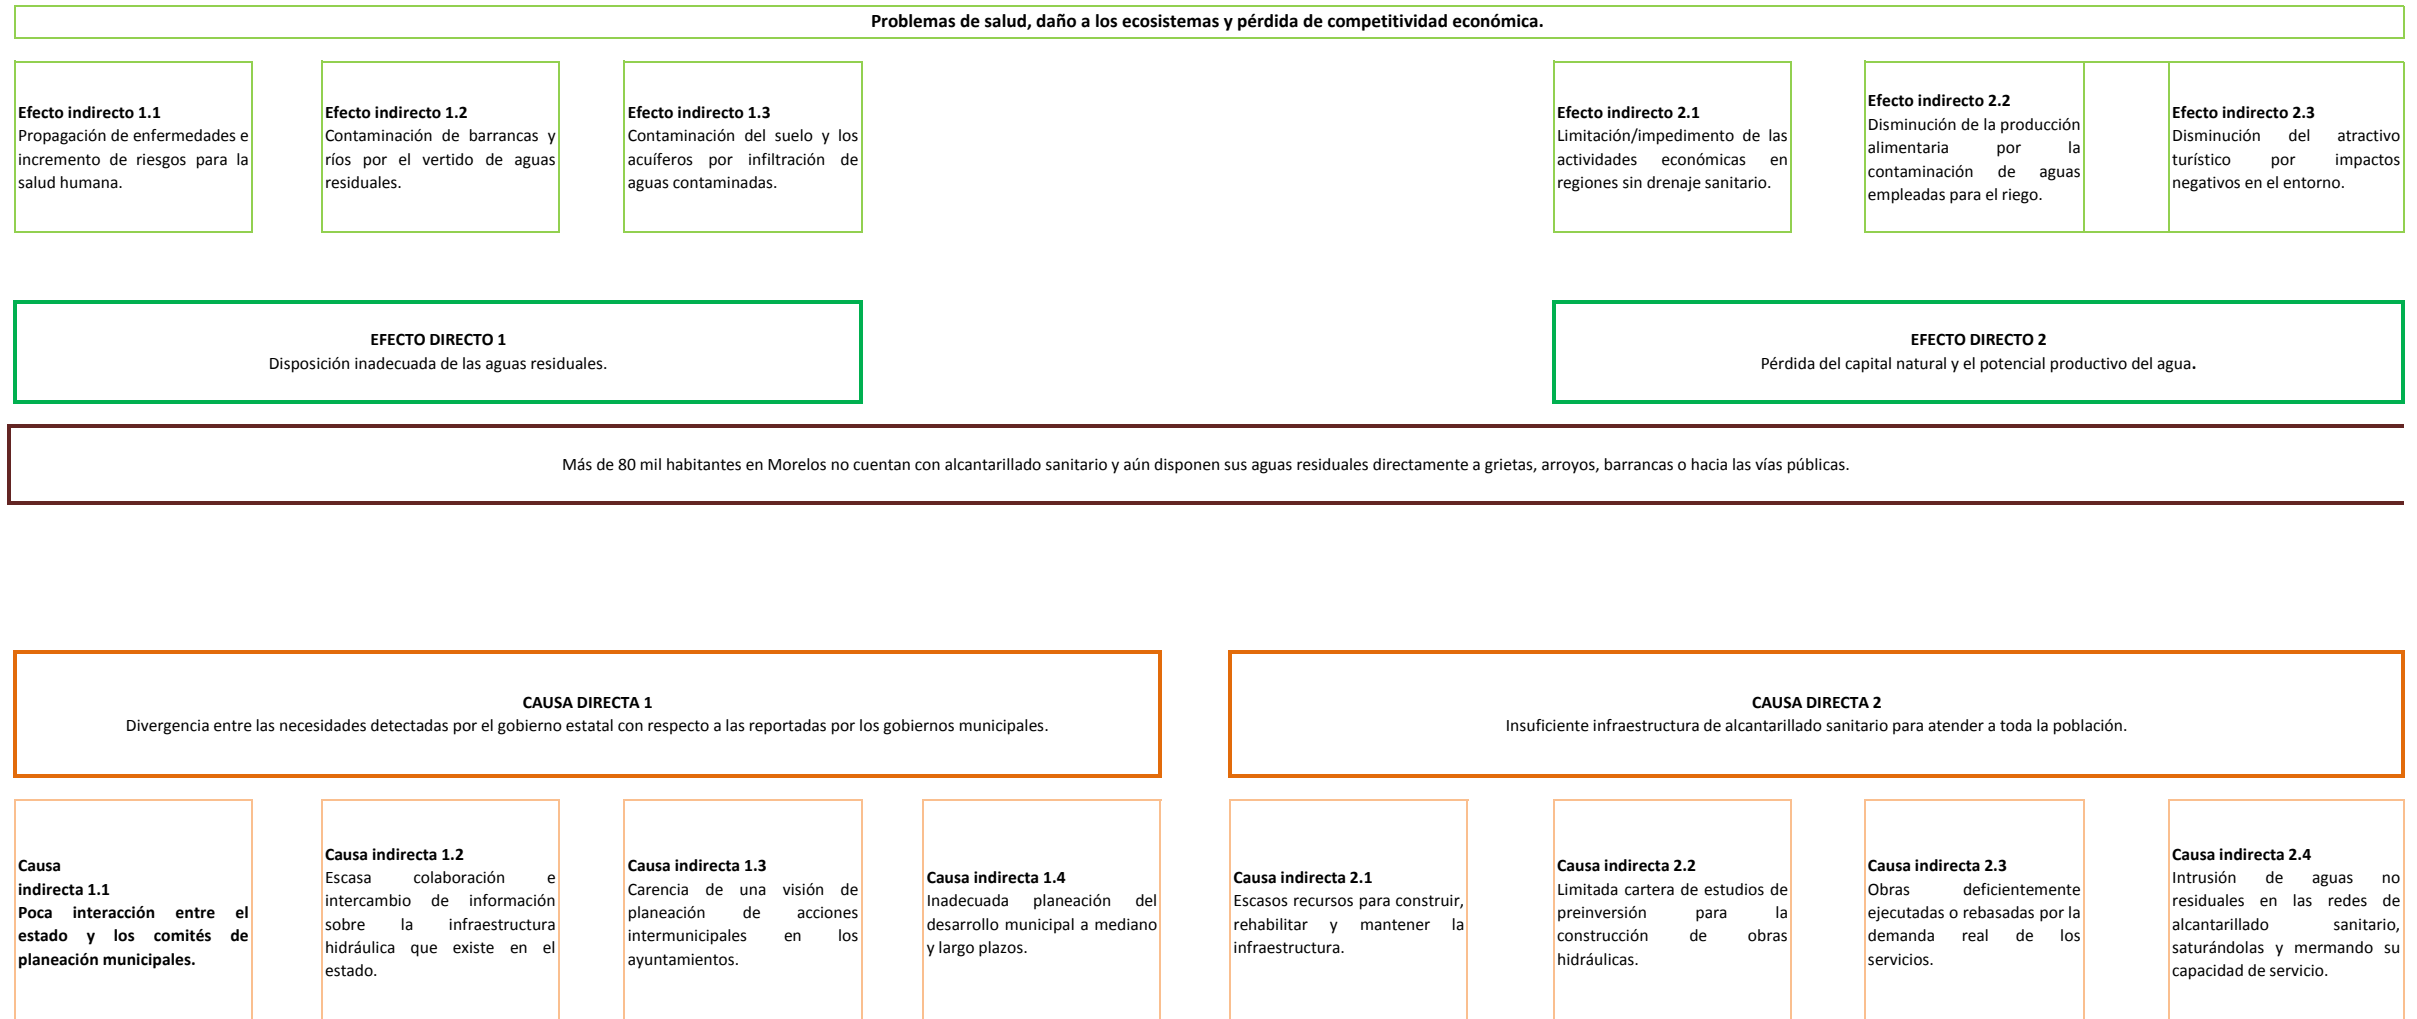 Problemas de salud, daño a los ecosistemas y pérdida de competitividad económica.
Efecto indirecto 1.1
Propagación de enfermedades e
incremento de riesgos para la
salud humana.
Efecto indirecto 1.2
Contaminación de barrancas y
ríos por el vertido de aguas
residuales.
Efecto indirecto 1.3
Contaminación del suelo y los
acuíferos por infiltración de
aguas contaminadas.
Efecto indirecto 2.1
Limitación/impedimento de las
actividades económicas en
regiones sin drenaje sanitario.
Efecto indirecto 2.2
Disminución de la producción
alimentaria por la
contaminación de aguas
empleadas para el riego.
Efecto indirecto 2.3
Disminución del atractivo
turístico por impactos
negativos en el entorno.
EFECTO DIRECTO 1
Disposición inadecuada de las aguas residuales.
EFECTO DIRECTO 2
Pérdida del capital natural y el potencial productivo del agua.
Más de 80 mil habitantes en Morelos no cuentan con alcantarillado sanitario y aún disponen sus aguas residuales directamente a grietas, arroyos, barrancas o hacia las vías públicas.
CAUSA DIRECTA 1
Divergencia entre las necesidades detectadas por el gobierno estatal con respecto a las reportadas por los gobiernos municipales.
CAUSA DIRECTA 2
Insuficiente infraestructura de alcantarillado sanitario para atender a toda la población.
Causa
indirecta 1.1
Poca interacción entre el
estado y los comités de
planeación municipales.
Causa indirecta 1.2
Escasa colaboración e
intercambio de información
sobre la infraestructura
hidráulica que existe en el
estado.
Causa indirecta 1.3
Carencia de una visión de
planeación de acciones
intermunicipales en los
ayuntamientos.
Causa indirecta 1.4
Inadecuada planeación del
desarrollo municipal a mediano
y largo plazos.
Causa indirecta 2.1
Escasos recursos para construir,
rehabilitar y mantener la
infraestructura.
Causa indirecta 2.2
Limitada cartera de estudios de
preinversión para la
construcción de obras
hidráulicas.
Causa indirecta 2.3
Obras deficientemente
ejecutadas o rebasadas por la
demanda real de los
servicios.
Causa indirecta 2.4
Intrusión de aguas no
residuales en las redes de
alcantarillado sanitario,
saturándolas y mermando su
capacidad de servicio.